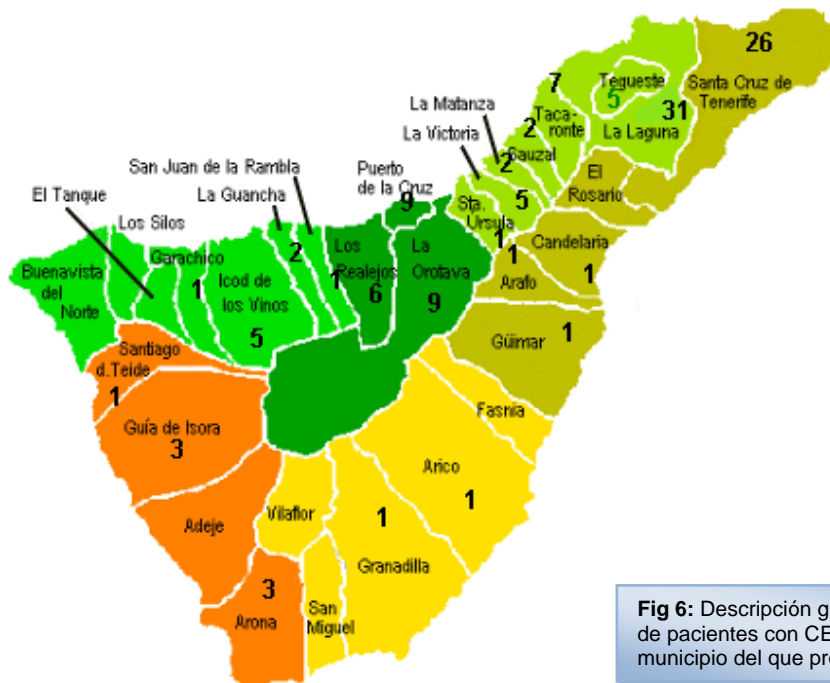 26
Tegueste
5
Santa Cruz de
Tenerife
7
31
La Matanza
Taca-
ronte
2
La Laguna
La Victoria
Sauzal
2
San Juan de la Rambla
Puerto
de la Cruz
El
Rosario
El Tanque
La Guancha
9
5
Sta.
Úrsula
Los Silos
1
1
Candelaria
Garachico
2
Los
Realejos
La
Orotava
Arafo
1
Buenavista
del
Norte
1
Icod de
los Vinos
1
6
9
5
Güimar
1
Santiago
d.Teide
1
Fasnia
Guía de Isora
3
Arico
1
Vilaflor
1
Adeje
Granadilla
3
Arona
San
Miguel
Fig 6: Descripción g
de pacientes con CE
municipio del que pr